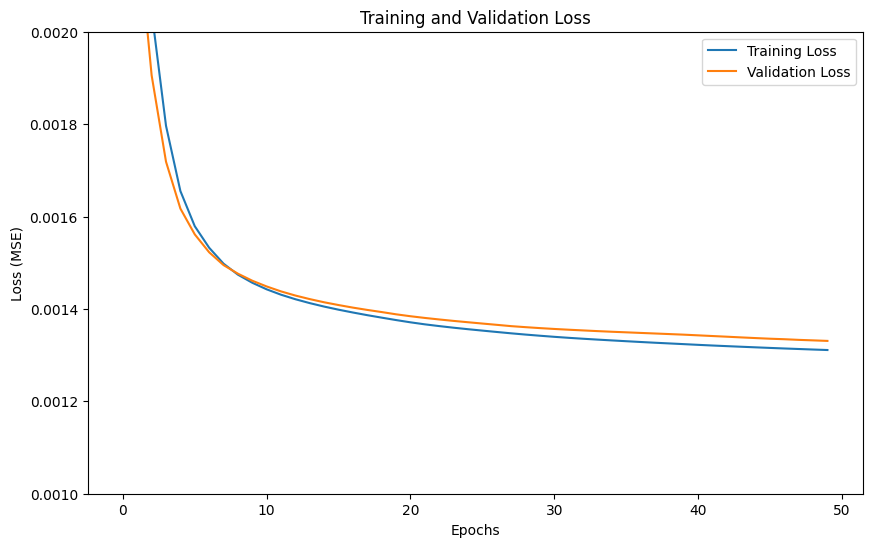 Training and Validation Loss
Training Loss
Validation Loss
Loss (MSE)
0.0020
0.0018
0.0016
0.0014
0.0012
0.0010
0 10 20 30 40 50
Epochs